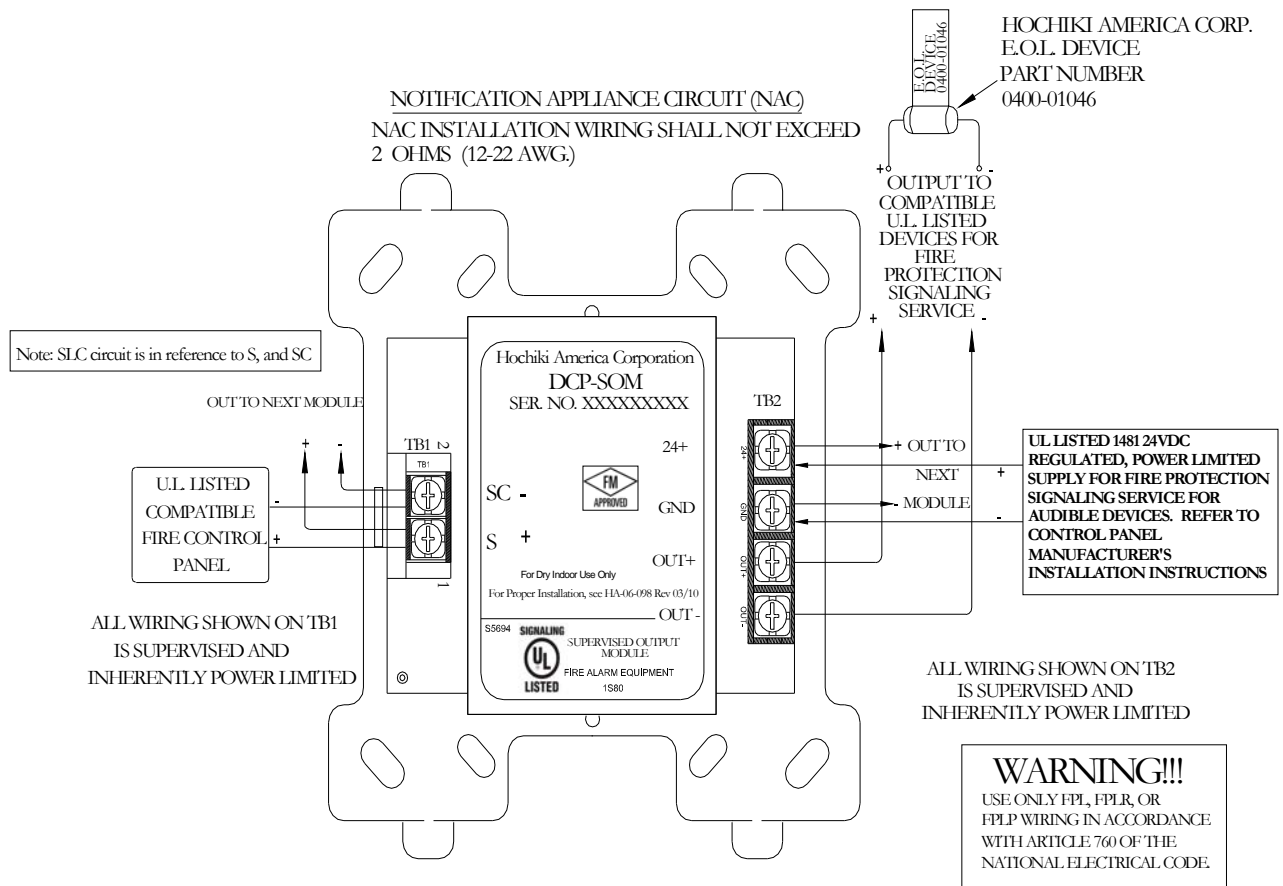 HOCHIKI AMERICA CORP.
E.O.L. DEVICE
PART NUMBER
0400-01046
E.O.L.
DEVICE
0400-01046
NOTIFICATION APPLIANCE CIRCUIT (NAC)
NAC INSTALLATION WIRING SHALL NOT EXCEED
2 OHMS (12-22 AWG.)
+ -
OUTPUT TO
COMPATIBLE
U.L. LISTED
DEVICES FOR
FIRE
PROTECTION
SIGNALING
SERVICE
+ -
Note: SLC circuit is in reference to S, and SC
OUT TO NEXT MODULE
+ -
U.L. LISTED
COMPATIBLE
FIRE CONTROL
PANEL
-
+
TB1 2
TB1
1
ALL WIRING SHOWN ON TB1
IS SUPERVISED AND
INHERENTLY POWER LIMITED
Hochiki America Corporation
DCP-SOM
SER. NO. XXXXXXXXX
24+
SC -
FM
APPROVED
GND
S +
OUT+
For Dry Indoor Use Only
For Proper Installation, see HA-06-098 Rev 03/10
OUT -
S5694
SIGNALING
UL
LISTED
SUPERVISED OUTPUT
MODULE
FIRE ALARM EQUIPMENT
1S80
TB2
24+
GND
OUT+
OUT-
+ OUT TO
NEXT
- MODULE
+
-
UL LISTED 1481 24VDC
REGULATED, POWER LIMITED
SUPPLY FOR FIRE PROTECTION
SIGNALING SERVICE FOR
AUDIBLE DEVICES. REFER TO
CONTROL PANEL
MANUFACTURER'S
INSTALLATION INSTRUCTIONS
ALL WIRING SHOWN ON TB2
IS SUPERVISED AND
INHERENTLY POWER LIMITED
WARNING!!!
USE ONLY FPL, FPLR, OR
FPLP WIRING IN ACCORDANCE
WITH ARTICLE 760 OF THE
NATIONAL ELECTRICAL CODE.